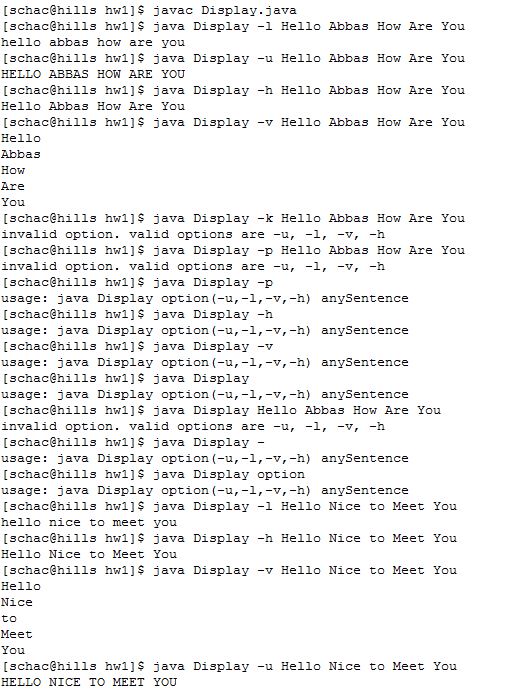 [schac@hills hw1]$ javac Display.java
[schac@hills hw1]$ java Display -l Hello Abbas How Are You
hello abbas how are you
[schac@hills hw1]$ java Display -u Hello Abbas How Are You
HELLO ABBAS HOW ARE YOU
[schac@hills hw1]$ java Display -h Hello Abbas How Are You
Hello Abbas How Are You
[schac@hills hw1]$ java Display -v Hello Abbas How Are You
Hello
Abbas
How
Are
You
[schac@hills hw1]$ java Display -k Hello Abbas How Are You
invalid option. valid options are -u, -l, -v, -h
[schac@hills hw1]$ java Display -p Hello Abbas How Are You
invalid option. valid options are -u, -l, -v, -h
[schac@hills hw1]$ java Display -p
usage: java Display option(-u,-l,-v,-h) anySentence
[schac@hills hw1]$ java Display -h
usage: java Display option(-u,-l,-v,-h) anySentence
[schac@hills hw1]$ java Display -v
usage: java Display option(-u,-l,-v,-h) anySentence
[schac@hills hw1]$ java Display
usage: java Display option(-u,-l,-v,-h) anySentence
[schac@hills hw1]$ java Display Hello Abbas How Are You
invalid option. valid options are -u, -l, -v, -h
[schac@hills hw1]$ java Display -
usage: java Display option(-u,-l,-v,-h) anySentence
[schac@hills hw1]$ java Display option
usage: java Display option(-u,-l,-v,-h) anySentence
[schac@hills hw1]$ java Display -l Hello Nice to Meet You
hello nice to meet you
[schac@hills hw1]$ java Display -h Hello Nice to Meet You
Hello Nice to Meet You
[schac@hills hw1]$ java Display -v Hello Nice to Meet You
Hello
Nice
to
Meet
You
[schac@hills hw1]$ java Display -u Hello Nice to Meet You
HELLO NICE TO MEET YOU